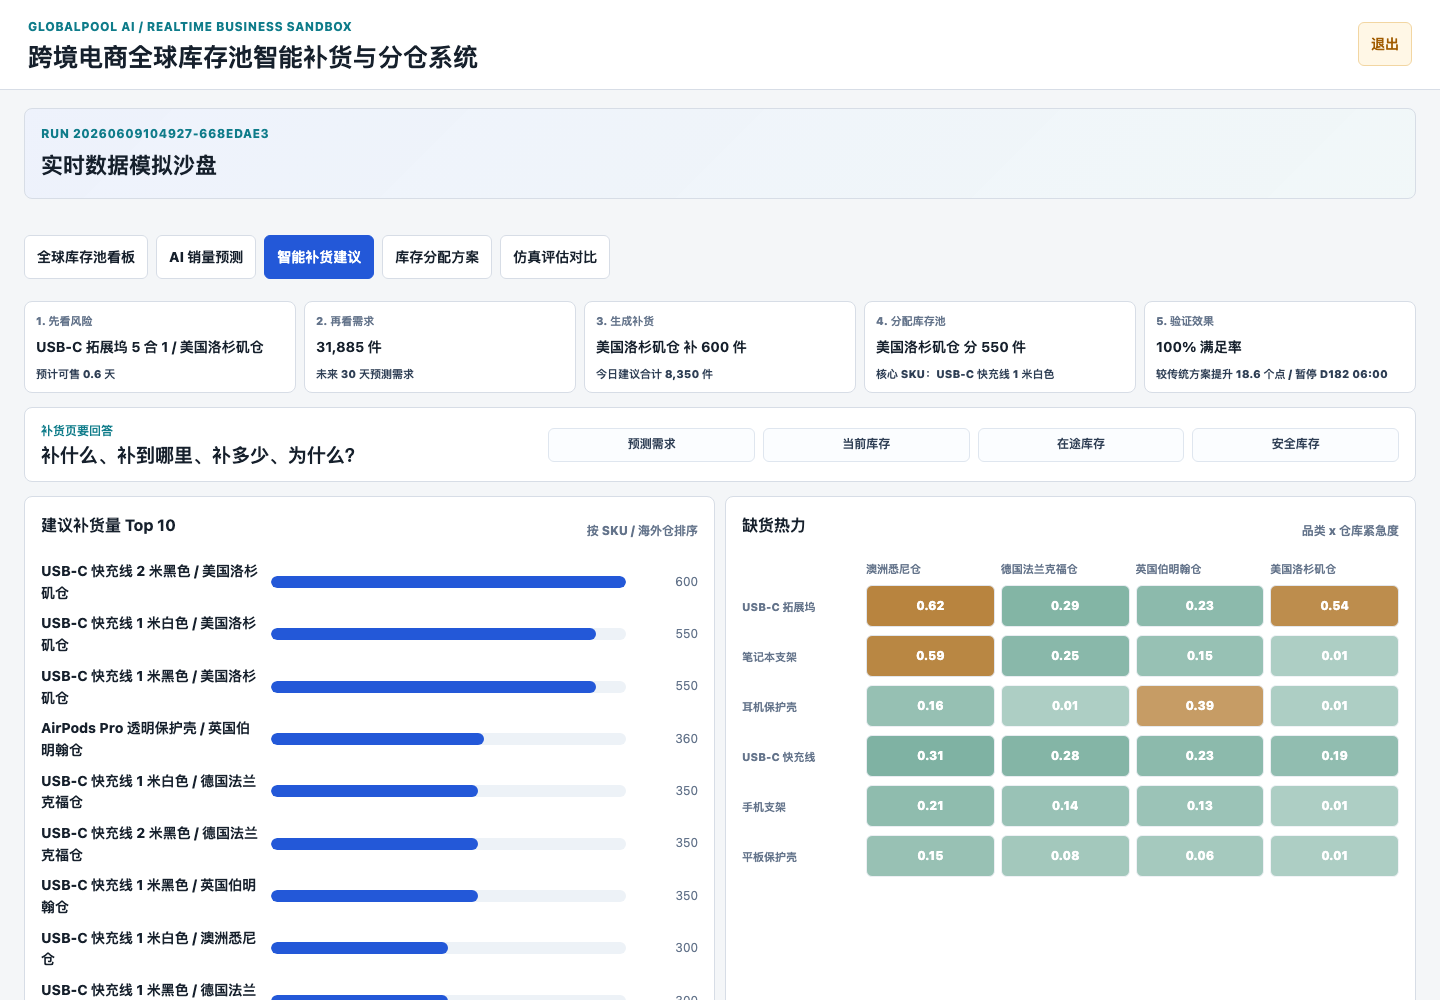 GLOBALPOOL AI / REALTIME BUSINESS SANDBOX
跨境电商全球库存池智能补货与分仓系统
退出
RUN 20260609104927-668EDAE3
实时数据模拟沙盘
全球库存池看板
AI 销量预测
智能补货建议
库存分配方案
仿真评估对比
1. 先看风险
USB-C 拓展坞 5 合 1 / 美国洛杉矶仓
预计可售 0.6 天
2. 再看需求
31,885 件
未来 30 天预测需求
3. 生成补货
美国洛杉矶仓 补 600 件
今日建议合计 8,350 件
4. 分配库存池
美国洛杉矶仓 分 550 件
核心 SKU：USB-C 快充线 1 米白色
5. 验证效果
100% 满足率
较传统方案提升 18.6 个点 / 暂停 D182 06:00
补货页要回答
补什么、补到哪里、补多少、为什么?
预测需求
当前库存
在途库存
安全库存
建议补货量 Top 10
按 SKU / 海外仓排序
USB-C 快充线 2 米黑色 / 美国洛杉
矶仓
600
USB-C 快充线 1 米白色 / 美国洛杉
矶仓
550
USB-C 快充线 1 米黑色 / 美国洛杉
矶仓
550
AirPods Pro 透明保护壳 / 英国伯
明翰仓
360
USB-C 快充线 1 米白色 / 德国法兰
克福仓
350
USB-C 快充线 2 米黑色 / 德国法兰
克福仓
350
USB-C 快充线 1 米黑色 / 英国伯明
翰仓
350
USB-C 快充线 1 米白色 / 澳洲悉尼
仓
300
USB-C 快充线 1 米黑色 / 德国法兰
300
缺货热力
品类 x 仓库紧急度
澳洲悉尼仓 德国法兰克福仓 英国伯明翰仓 美国洛杉矶仓
USB-C 拓展坞 0.62 0.29 0.23 0.54
笔记本支架 0.59 0.25 0.15 0.01
耳机保护壳 0.16 0.01 0.39 0.01
USB-C 快充线 0.31 0.28 0.23 0.19
手机支架 0.21 0.14 0.13 0.01
平板保护壳 0.15 0.08 0.06 0.01